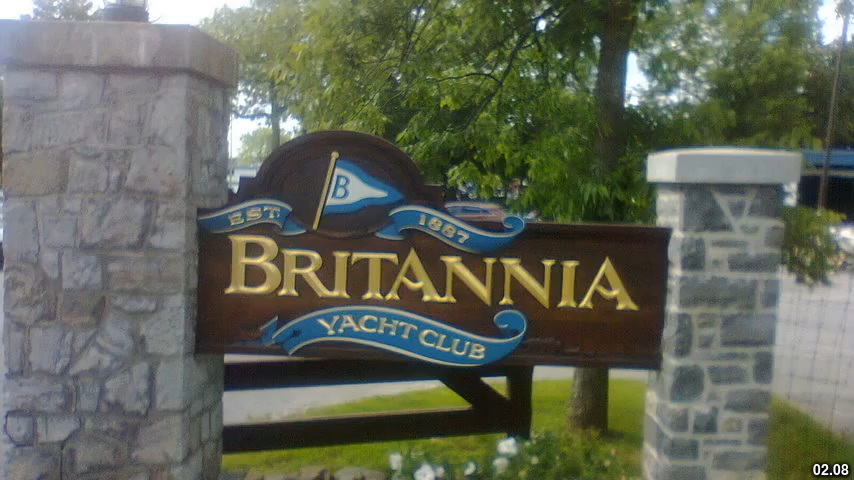 B
EST. 1887
BRITANNIA
YACHT CLUB
02.08